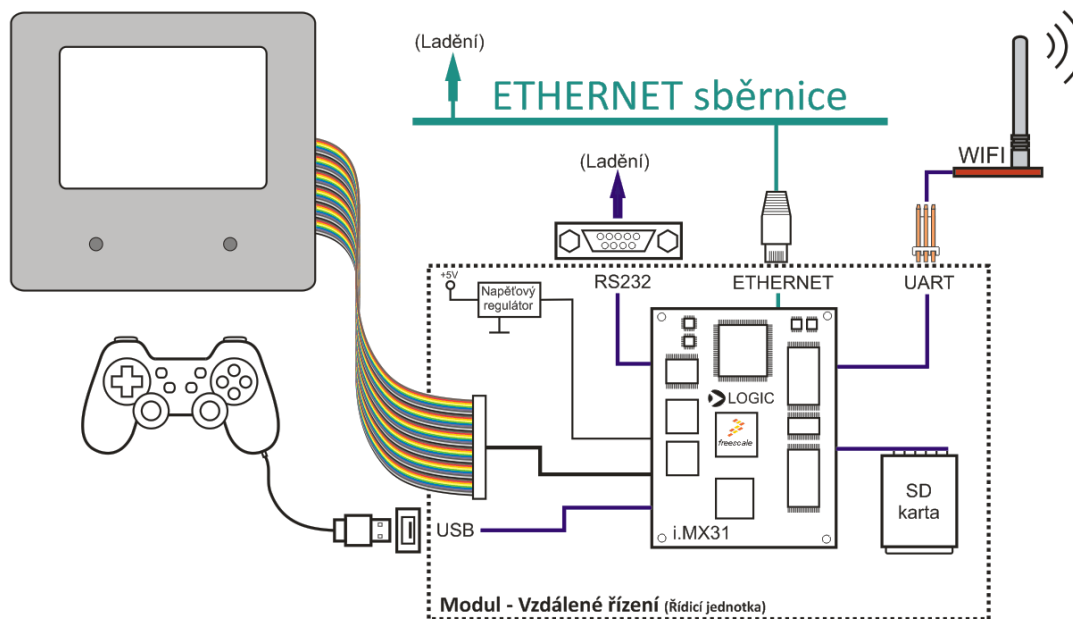 (Ladění)
ETHERNET sběrnice
WIFI
(Ladění)
RS232
ETHERNET
UART
+5V
Napěťový
regulátor
LOGIC
freescale
i.MX31
SD
karta
USB
Modul - Vzdálené řízení (Řídicí jednotka)